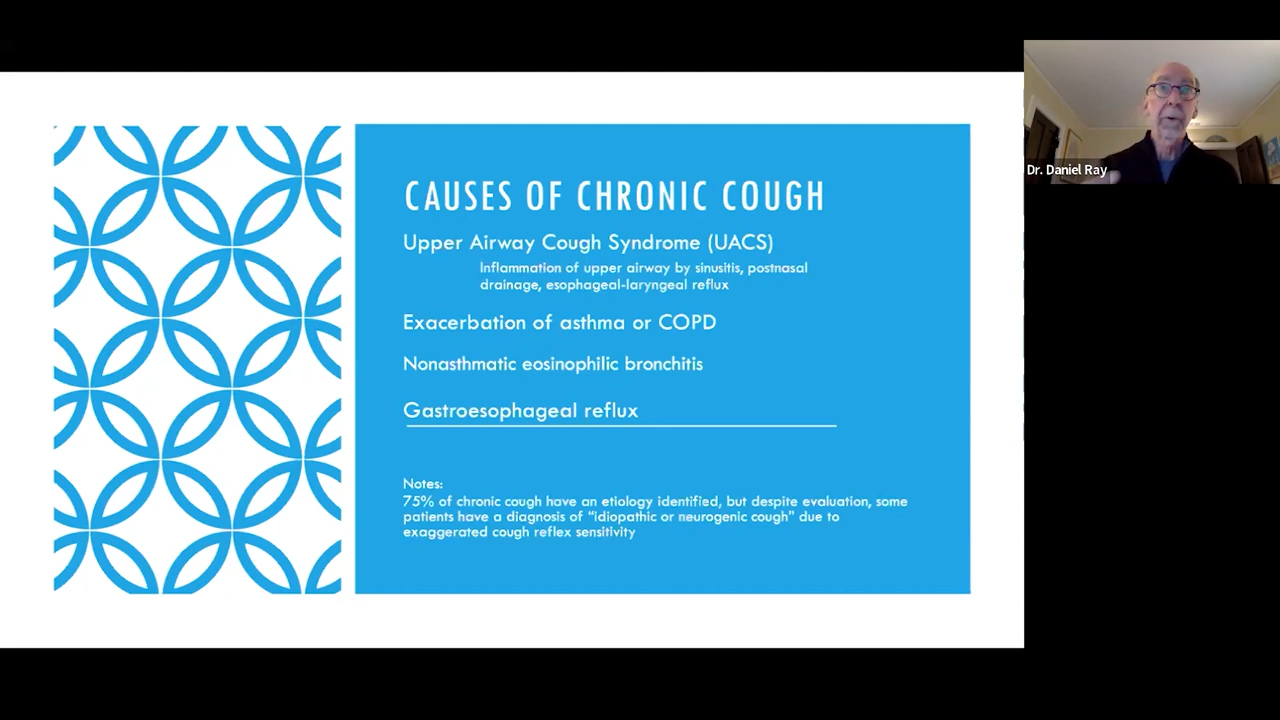 CAUSES OF CHRONIC COUGH
Upper Airway Cough Syndrome (UACS)
Inflammation of upper airway by sinusitis, postnasal
drainage, esophageal-laryngeal reflux
Exacerbation of asthma or COPD
Nonasthmatic eosinophilic bronchitis
Gastroesophageal reflux
Notes:
75% of chronic cough have an etiology identified, but despite evaluation, some
patients have a diagnosis of “idiopathic or neurogenic cough” due to
exaggerated cough reflex sensitivity
Dr. Daniel Ray